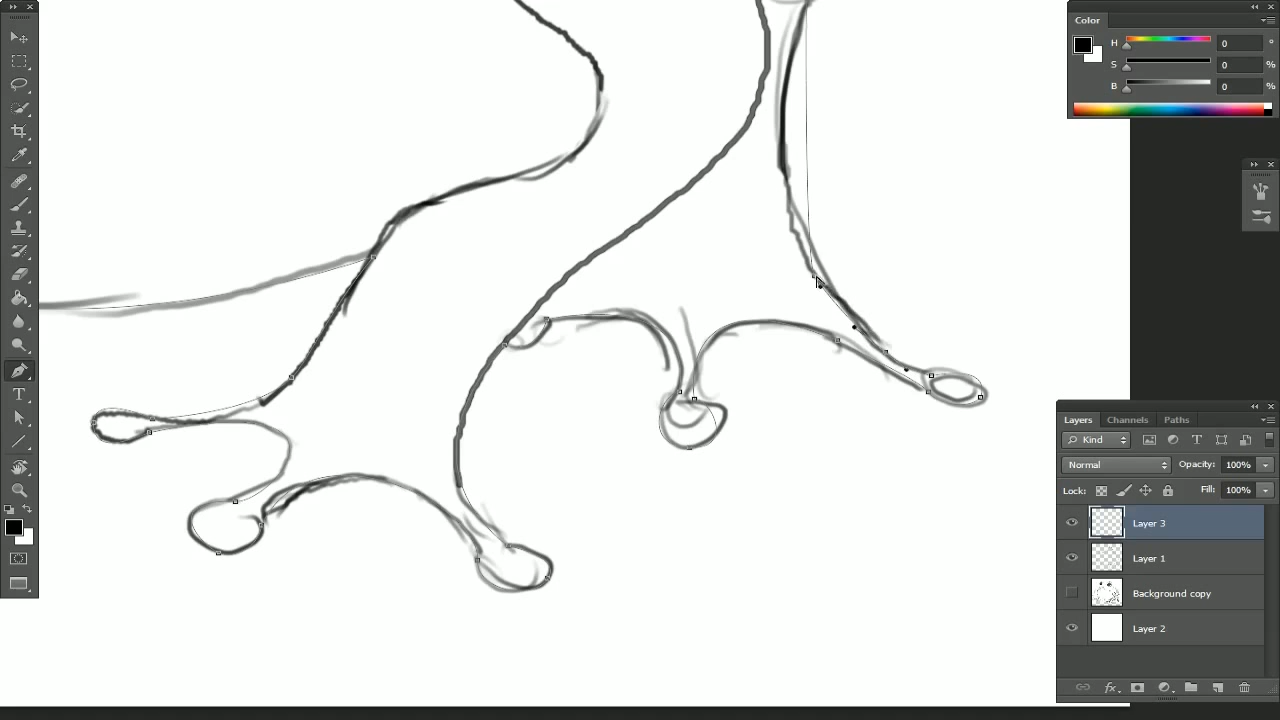 Color
H 0 °
S 0 %
B 0 %
Layers Channels Paths
Kind
Normal Opacity: 100%
Lock: Fill: 100%
Layer 3
Layer 1
Background copy
Layer 2
fx